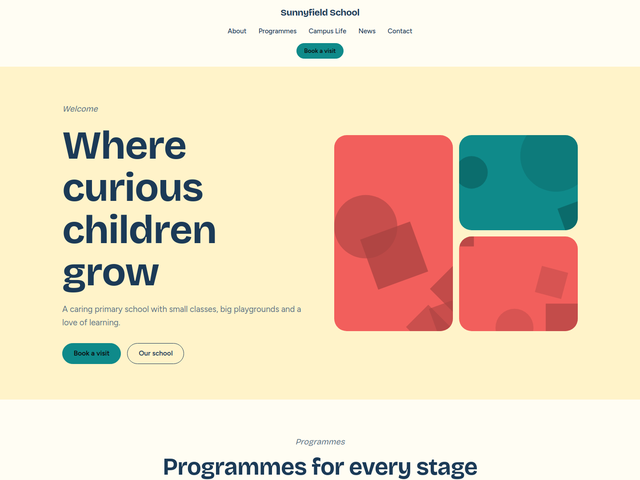 Sunnyfield School
About Programmes Campus Life News Contact
Book a visit
Welcome
Where
curious
children
grow
A caring primary school with small classes, big playgrounds and a
love of learning.
Book a visit Our school
Programmes
Programmes for every stage